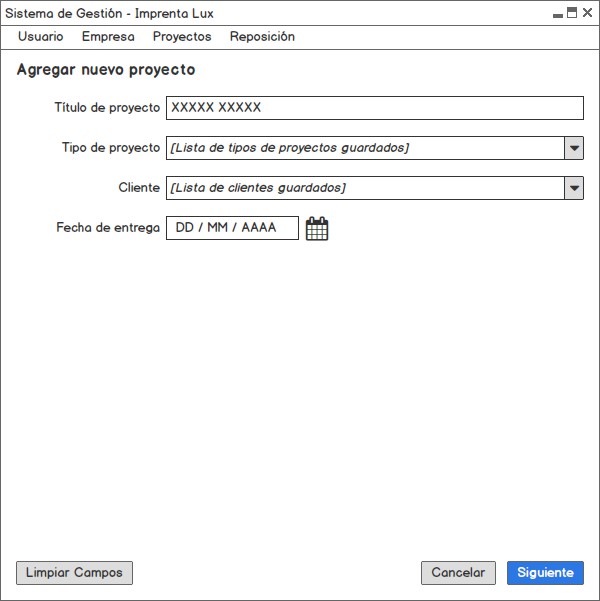 Sistema de Gestión - Imprenta Lux
Usuario Empresa Proyectos Reposición
Agregar nuevo proyecto
Título de proyecto XXXXX XXXXX
Tipo de proyecto [Lista de tipos de proyectos guardados]
Cliente [Lista de clientes guardados]
Fecha de entrega DD / MM / AAAA
Limpiar Campos Cancelar Siguiente